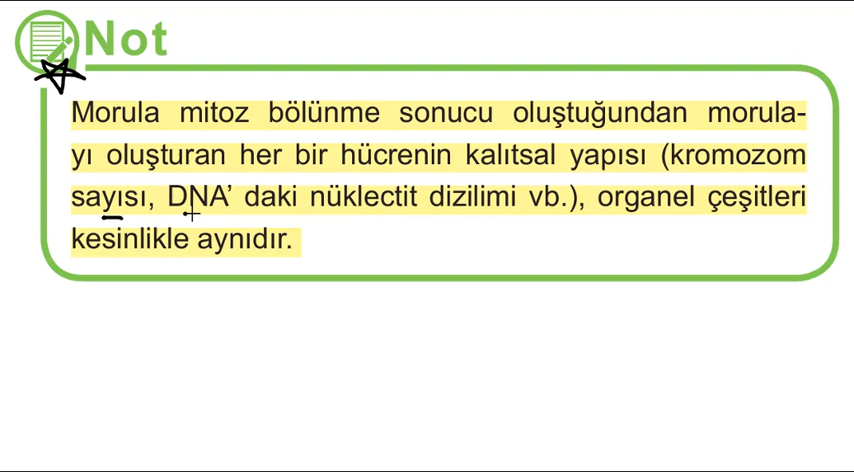 Not
Morula mitoz bölünme sonucu oluştuğundan morula-
yı oluşturan her bir hücrenin kalıtsal yapısı (kromozom
sayısı, DNA’ daki nüklectit dizilimi vb.), organel çeşitleri
kesinlikle aynıdır.